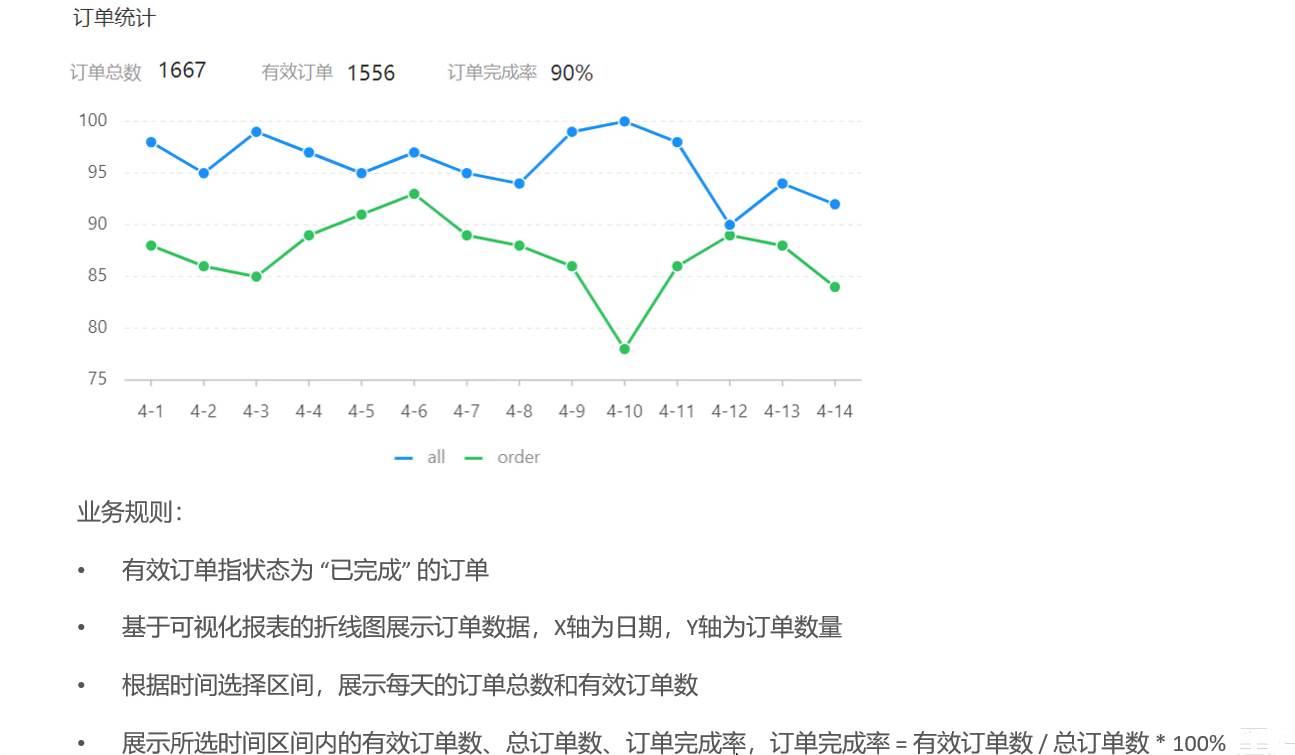 订单统计
订单总数 1667 有效订单 1556 订单完成率 90%
100
95
90
85
80
75
4-1 4-2 4-3 4-4 4-5 4-6 4-7 4-8 4-9 4-10 4-11 4-12 4-13 4-14
all order
业务规则：
• 有效订单指状态为 “已完成” 的订单
• 基于可视化报表的折线图展示订单数据，X轴为日期，Y轴为订单数量
• 根据时间选择区间，展示每天的订单总数和有效订单数
• 展示所选时间区间内的有效订单数、总订单数、订单完成率，订单完成率 = 有效订单数 / 总订单数 * 100%